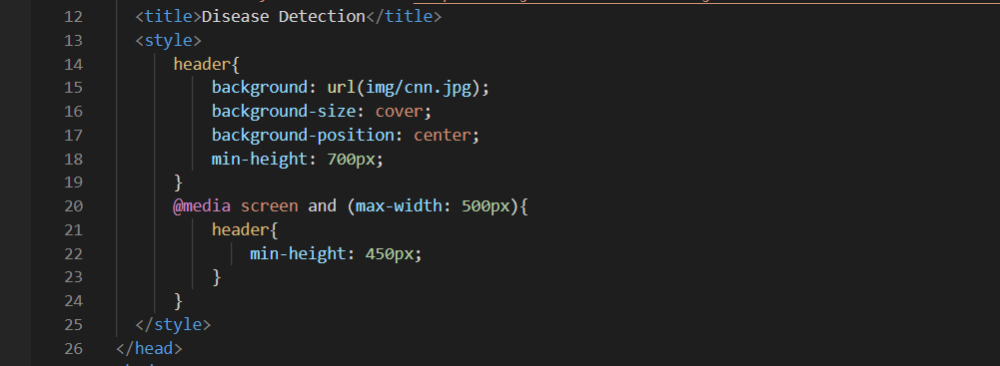 12 <title>Disease Detection</title>
13 <style>
14 header{
15 background: url(img/cnn.jpg);
16 background-size: cover;
17 background-position: center;
18 min-height: 700px;
19 }
20 @media screen and (max-width: 500px){
21 header{
22 min-height: 450px;
23 }
24 }
25 </style>
26 </head>